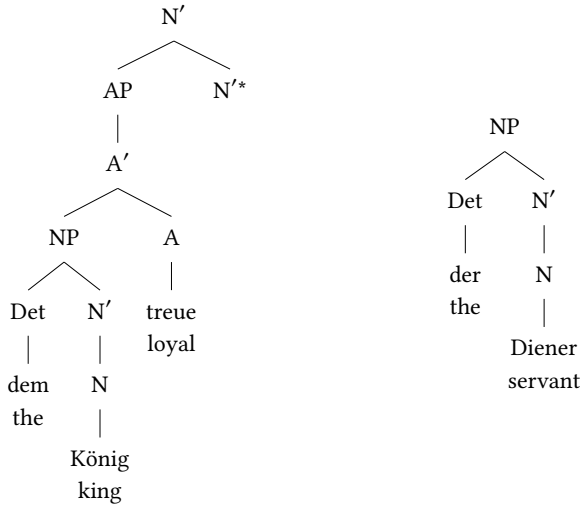 N′
AP N′*
NP
A′
Det N′
NP A
der N
the
Det N′ treue
loyal
Diener
servant
dem N
the
König
king